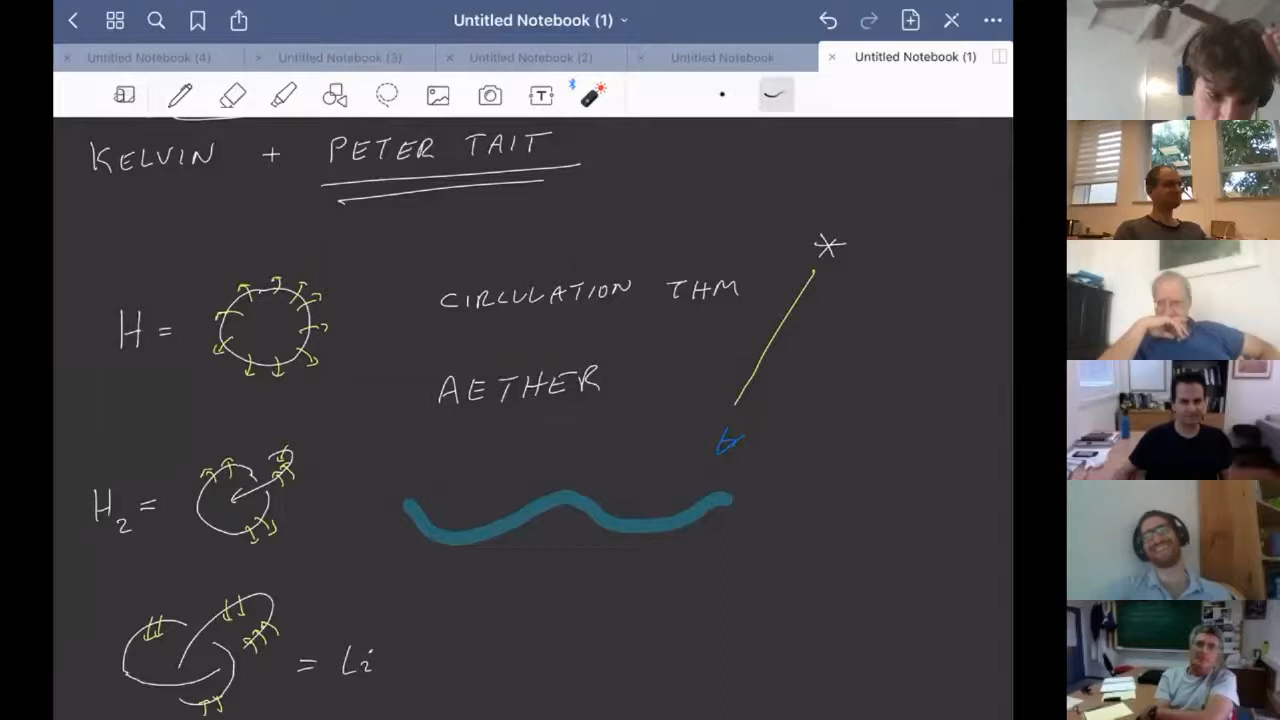 Untitled Notebook (1)
Untitled Notebook (4)
Untitled Notebook (3)
Untitled Notebook (2)
Untitled Notebook
Untitled Notebook (1)
T
KELVIN + PETER TAIT
H =
CIRCULATION THM
AETHER
H2 =
= Li